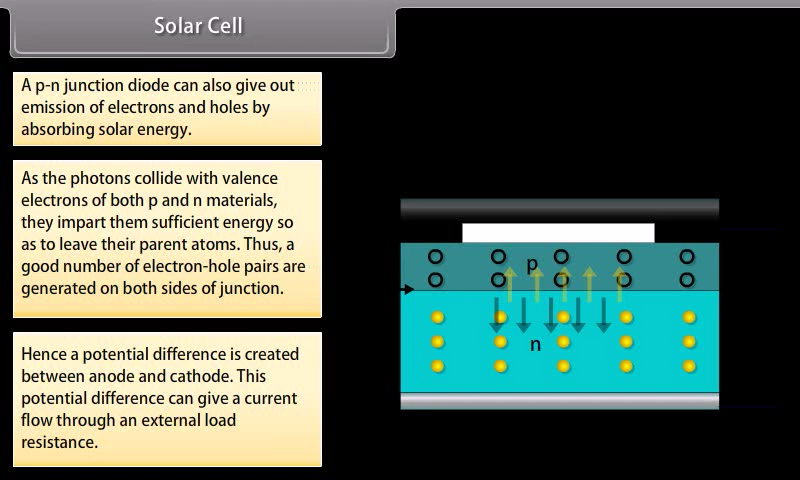 Solar Cell
A p-n junction diode can also give out
emission of electrons and holes by
absorbing solar energy.
As the photons collide with valence
electrons of both p and n materials,
they impart them sufficient energy so
as to leave their parent atoms. Thus, a
good number of electron-hole pairs are
generated on both sides of junction.
Hence a potential difference is created
between anode and cathode. This
potential difference can give a current
flow through an external load
resistance.
p
n